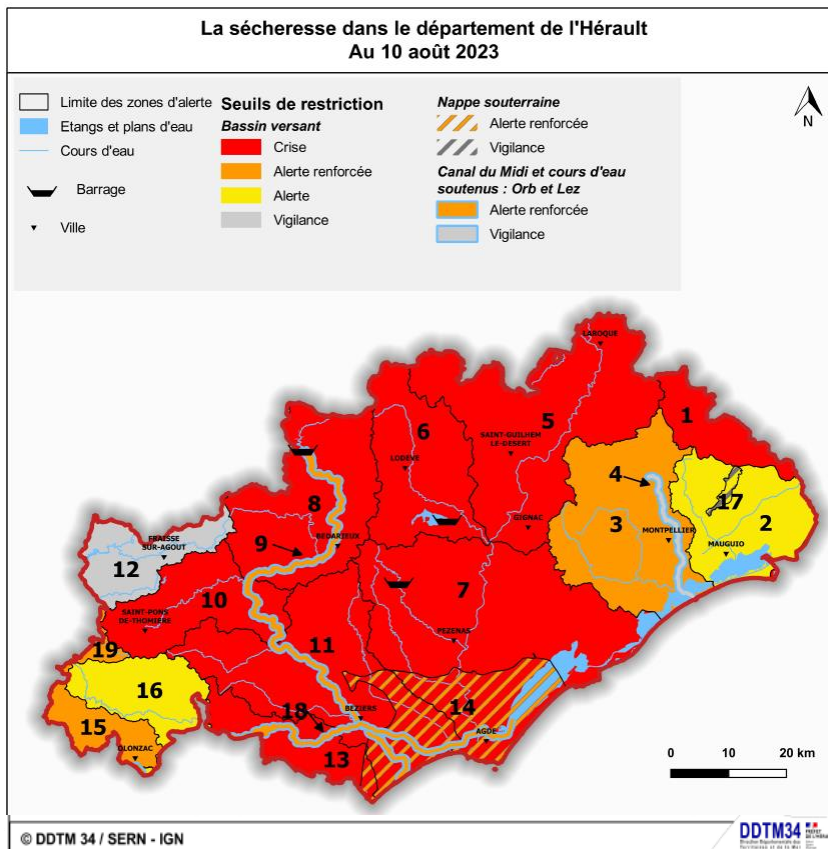 La sécheresse dans le département de l'Hérault
Au 10 août 2023
Limite des zones d'alerte
Etangs et plans d'eau
Cours d'eau
Barrage
Ville
Seuils de restriction
Bassin versant
Crise
Alerte renforcée
Alerte
Vigilance
Nappe souterraine
Alerte renforcée
Vigilance
Canal du Midi et cours d'eau
soutenus : Orb et Lez
Alerte renforcée
Vigilance
N
LAROQUE
1
5
6
SAINT-GUILHEM
LE-DESERT
LODEVE
4
8
17
GIGNAC
3
MONTPELLIER
2
MAUGUIO
FRAISSE
SUR-AGOUT
9
BEDARIEUX
12
7
10
SAINT-PONS
DE-THOMIERE
PEZENAS
11
19
16
14
18
BEZIERS
15
AGDE
OLONZAC
13
0 10 20 km
© DDTM 34 / SERN - IGN
DDTM34